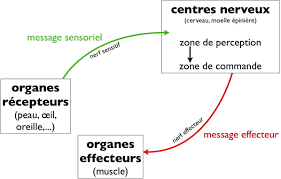 centres nerveux
(cerveau, moelle épinière)
message sensoriel
nerf sensitif
zone de perception
zone de commande
organes
récepteurs
(peau, œil,
oreille,...)
nerf effecteur
message effecteur
organes
effecteurs
(muscle)